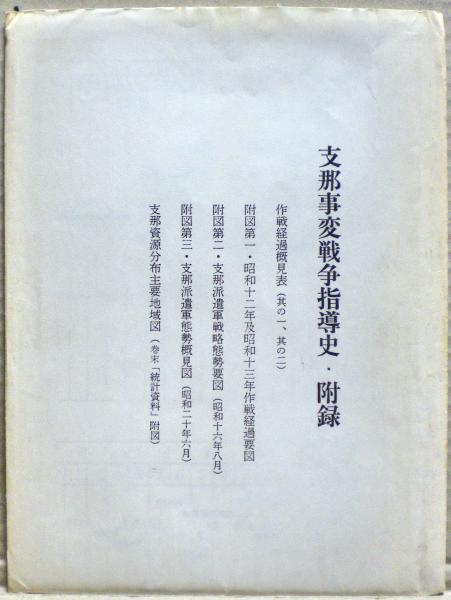 支那事変戦争指導史・附録
作戦経過概見表(其の一、其の二)
附図第一・昭和十二年及昭和十三年作戦経過要図
附図第二・支那派遣軍戦略態勢要図(昭和十六年八月)
附図第三・支那派遣軍態勢概見図(昭和二十年六月)
支那資源分布主要地域図(巻末「統計資料」附図)